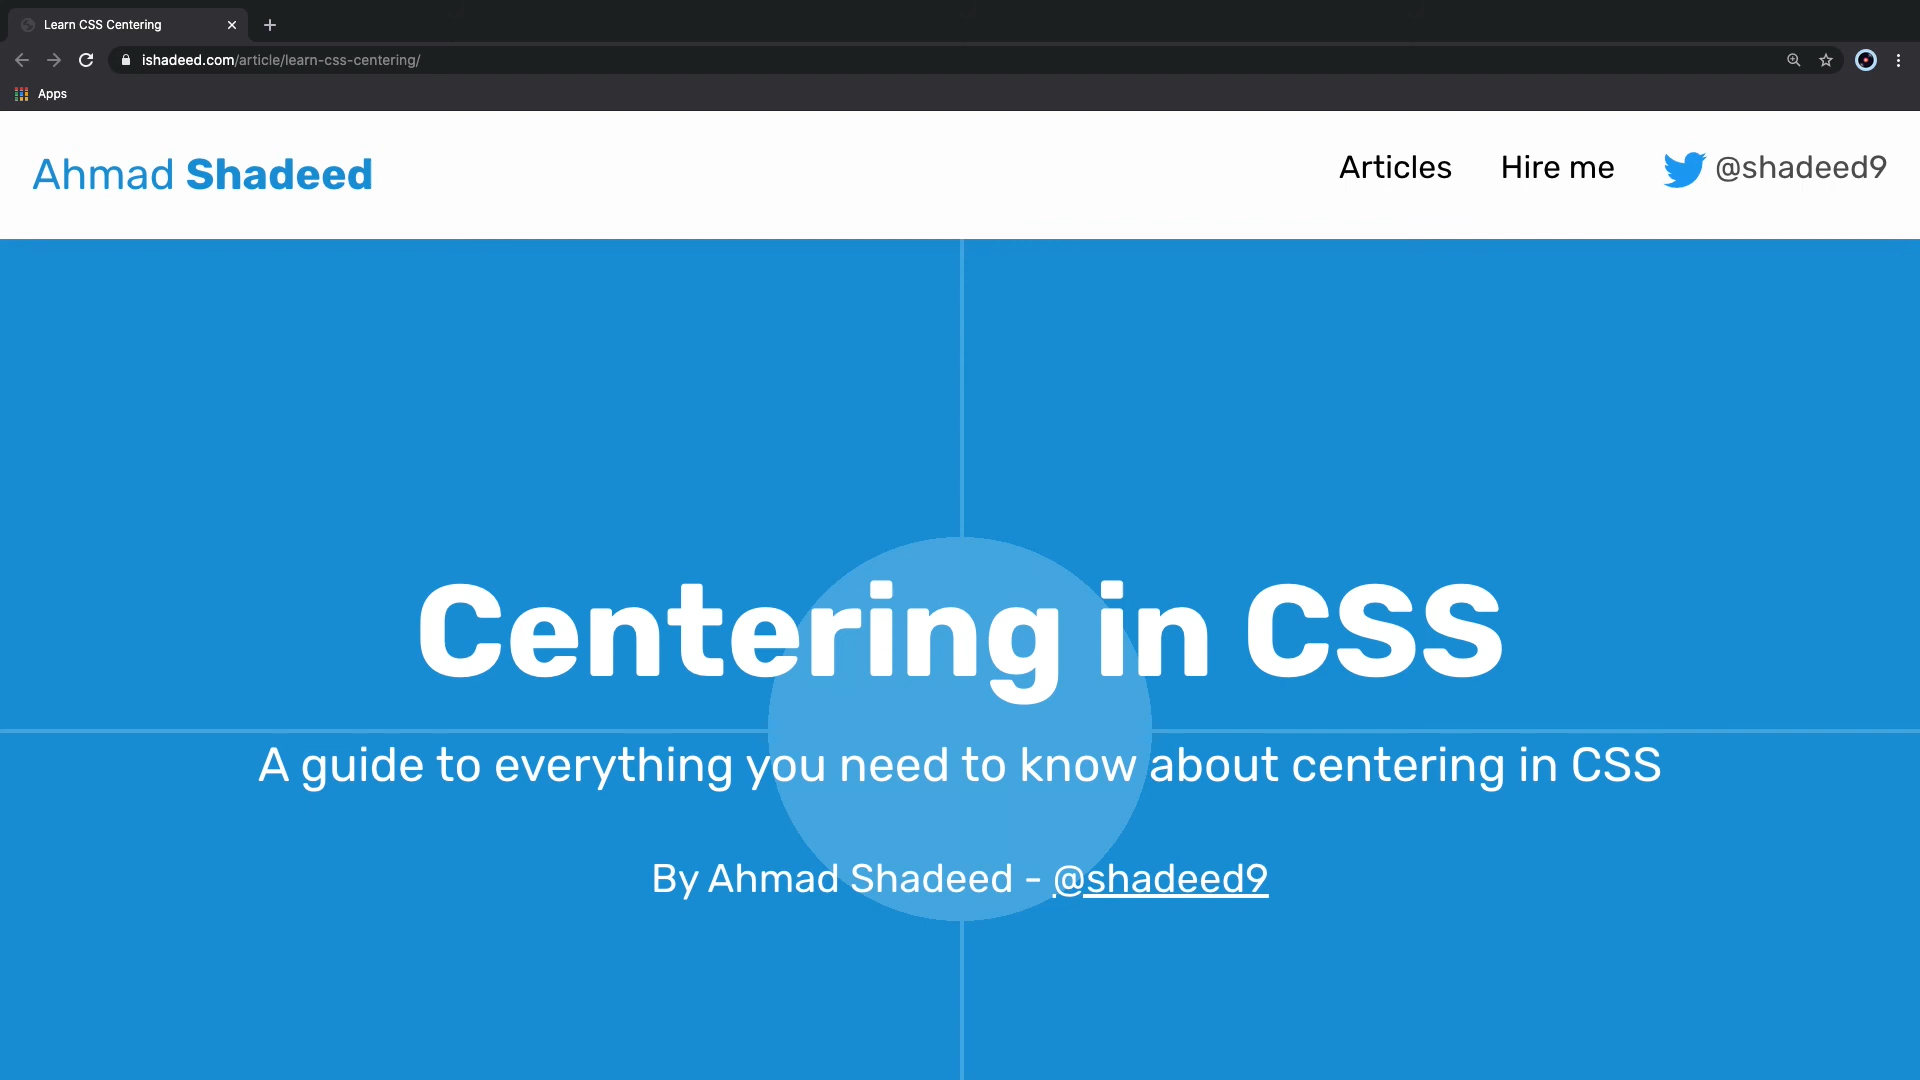 Learn CSS Centering
ishadeed.com/article/learn-css-centering/
Apps
Ahmad Shadeed
Articles
Hire me
@shadeed9
Centering in CSS
A guide to everything you need to know about centering in CSS
By Ahmad Shadeed - @shadeed9